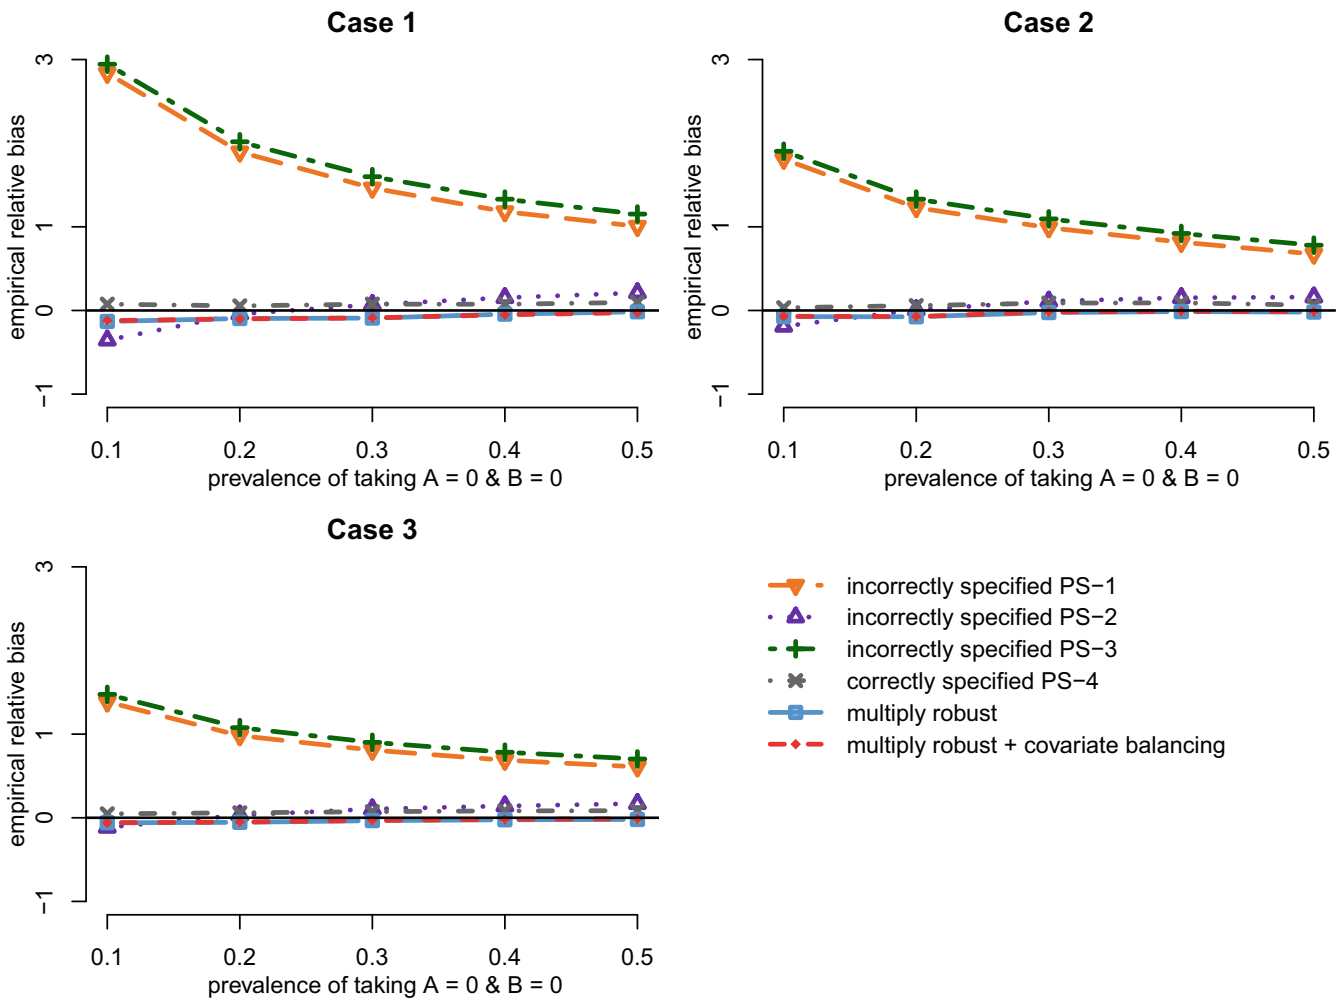 Case 1
empirical relative bias
3
1
0
−1
0.1 0.2 0.3 0.4 0.5
prevalence of taking A = 0 & B = 0
Case 2
empirical relative bias
3
1
0
−1
0.1 0.2 0.3 0.4 0.5
prevalence of taking A = 0 & B = 0
Case 3
empirical relative bias
3
1
0
−1
0.1 0.2 0.3 0.4 0.5
prevalence of taking A = 0 & B = 0
incorrectly specified PS−1
incorrectly specified PS−2
incorrectly specified PS−3
correctly specified PS−4
multiply robust
multiply robust + covariate balancing